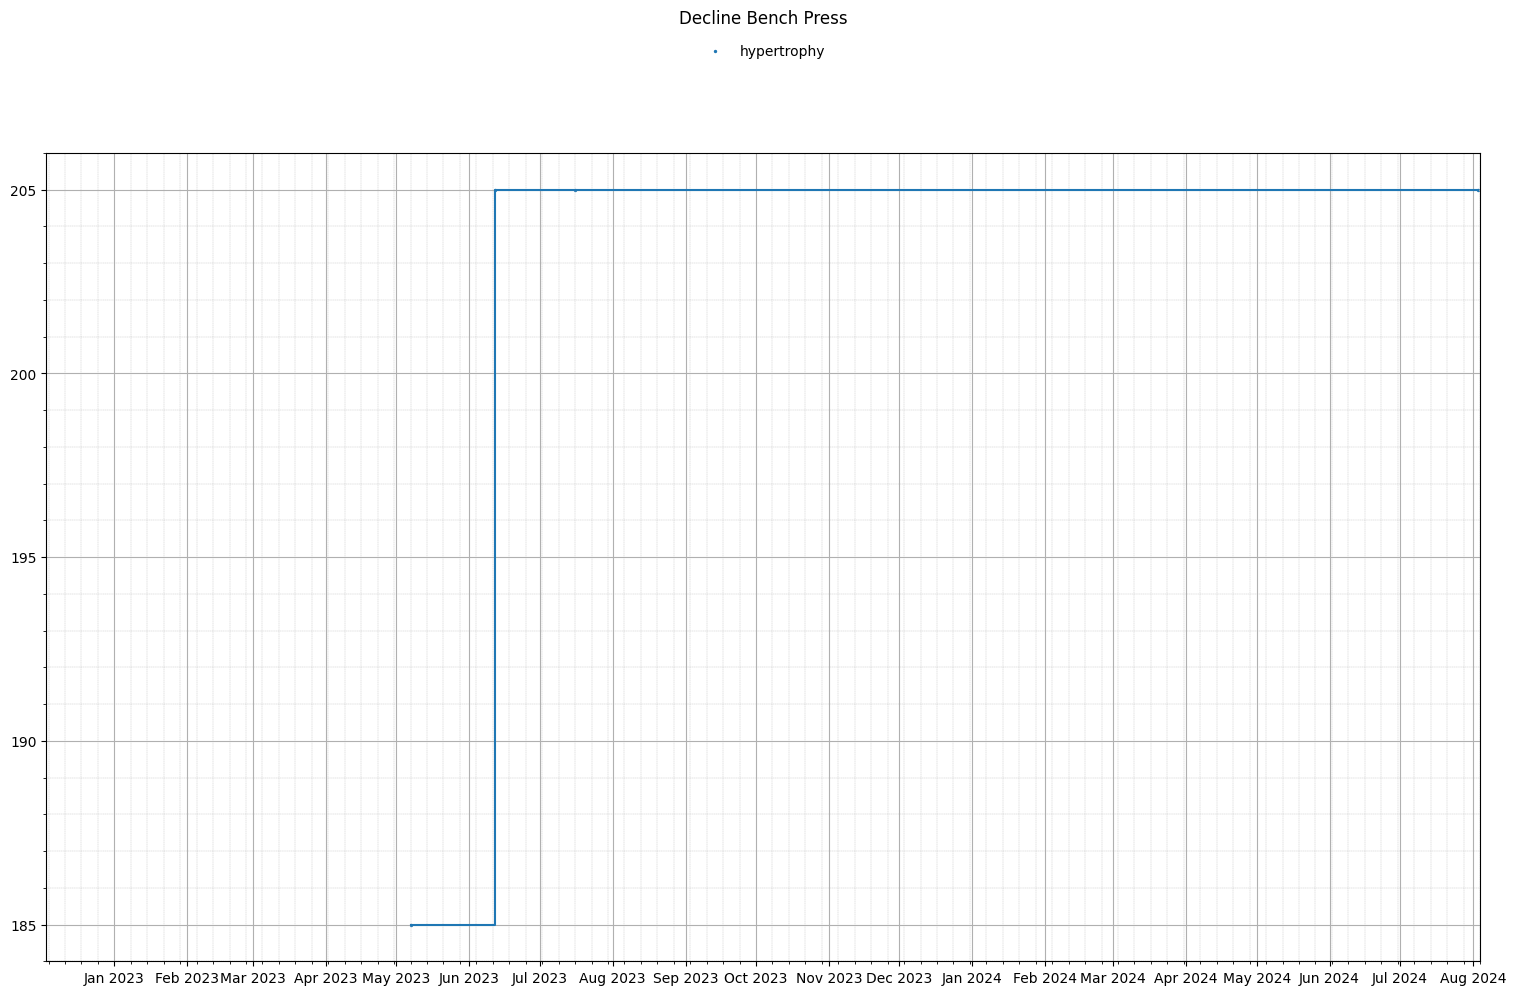 Decline Bench Press
hypertrophy
205
200
195
190
185
Jan 2023 Feb 2023 Mar 2023 Apr 2023 May 2023 Jun 2023 Jul 2023 Aug 2023 Sep 2023 Oct 2023 Nov 2023 Dec 2023 Jan 2024 Feb 2024 Mar 2024 Apr 2024 May 2024 Jun 2024 Jul 2024 Aug 2024